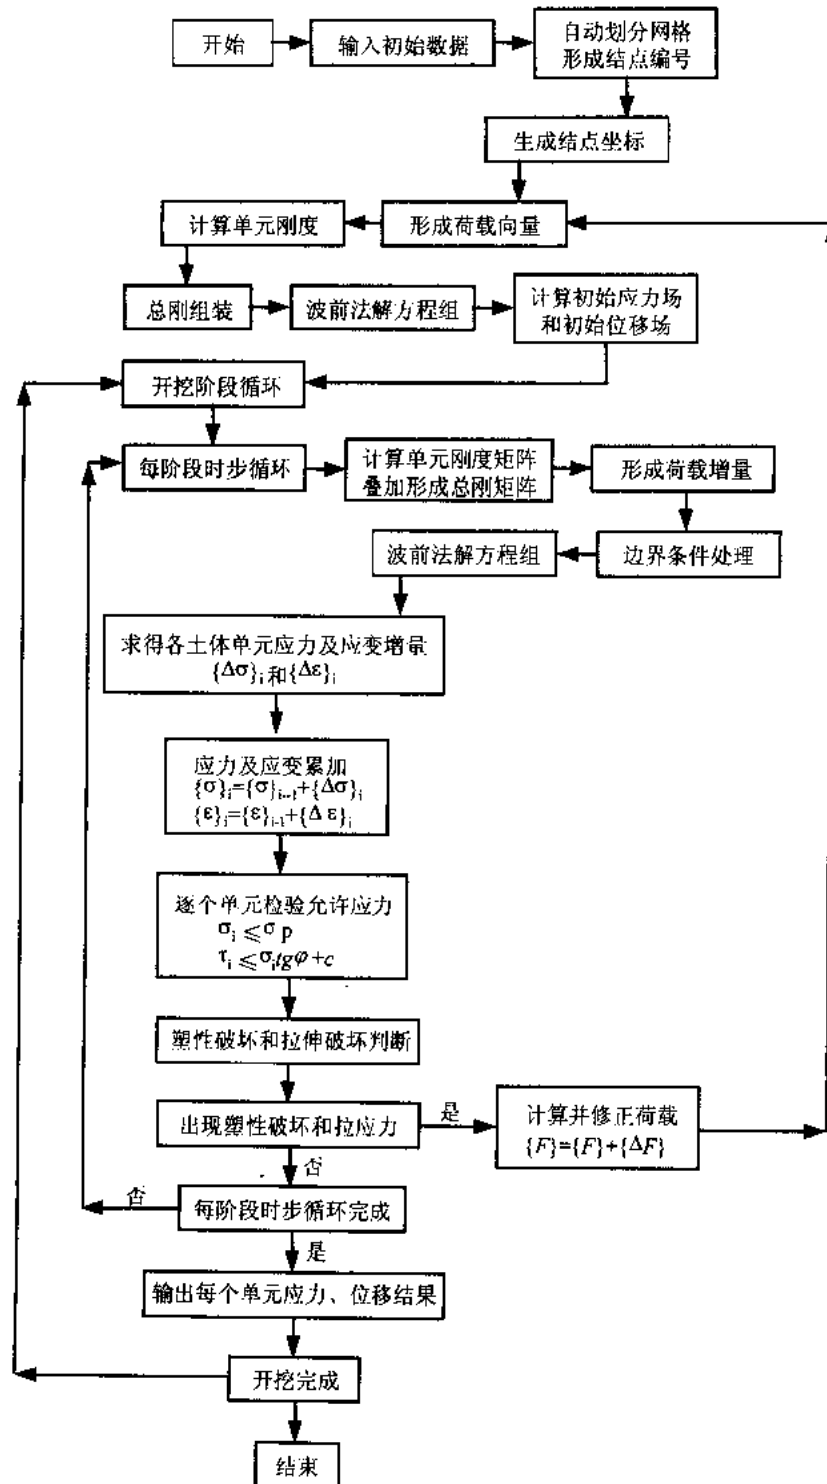 开始
输入初始数据
自动划分网格
形成结点编号
生成结点坐标
计算单元刚度
形成荷载向量
总刚组装
波前法解方程组
计算初始应力场
和初始位移场
开挖阶段循环
每阶段时步循环
计算单元刚度矩阵
叠加形成总刚矩阵
形成荷载增量
波前法解方程组
边界条件处理
求得各土体单元应力及应变增量
{Δσ}i和{Δε}i
应力及应变累加
{σ}i={σ}i-1+{Δσ}i
{ε}i={ε}i-1+{Δ ε}i
逐个单元检验允许应力
σi≤σp
τi≤σitgφ+c
塑性破坏和拉伸破坏判断
出现塑性破坏和拉应力
是
计算并修正荷载
{F}={F}+{ΔF}
否
否
每阶段时步循环完成
是
输出每个单元应力、位移结果
开挖完成
结束